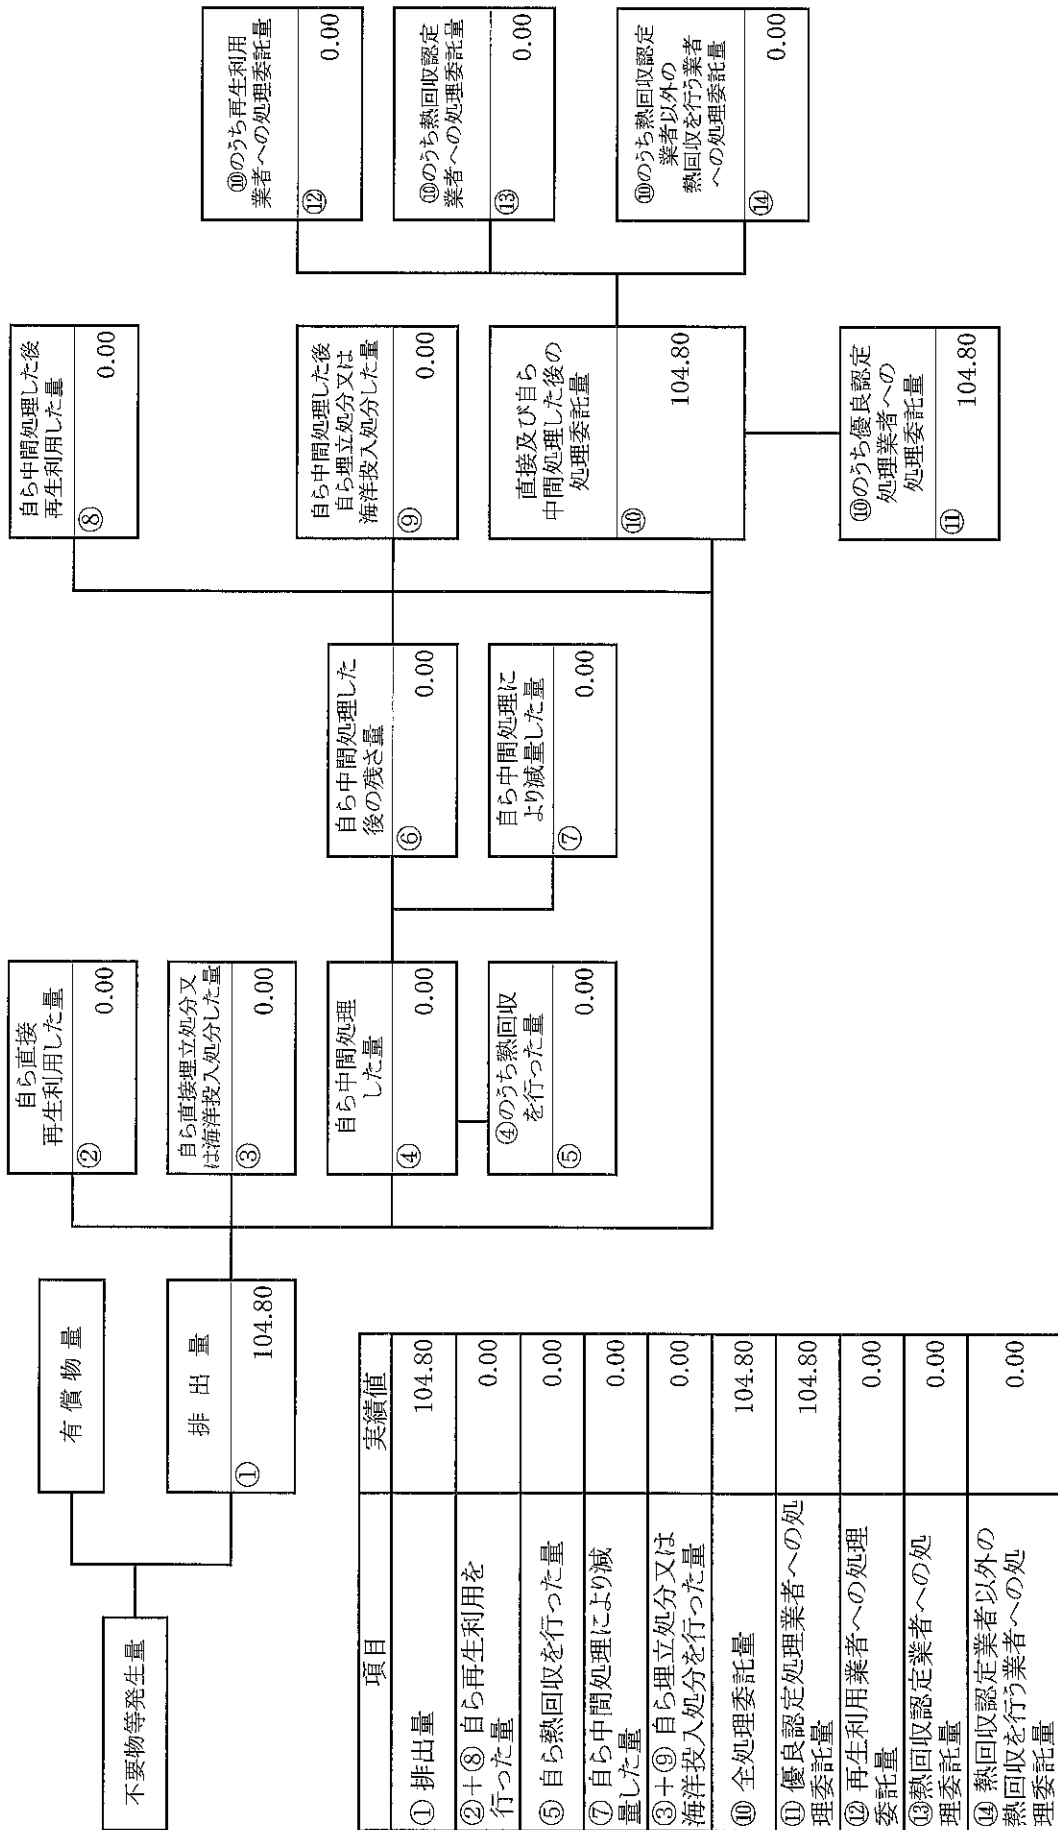 不要物等発生量
有償物量
排出量
①
104.80
自ら直接
再生利用した量
②
0.00
自ら直接埋立処分又
は海洋投入処分した量
③
0.00
自ら中間処理
した量
④
0.00
④のうち熱回収
を行った量
⑤
0.00
自ら中間処理した
後の残さ量
⑥
0.00
自ら中間処理に
より減量した量
⑦
0.00
自ら中間処理した後
再生利用した量
⑧
0.00
自ら中間処理した後
自ら埋立処分又は
海洋投入処分した量
⑨
0.00
直接及び自ら
中間処理した後の
処理委託量
⑩
104.80
⑩のうち優良認定
処理業者への
処理委託量
⑪
104.80
⑩のうち再生利用
業者への処理委託量
⑫
0.00
⑩のうち熱回収認定
業者への処理委託量
⑬
0.00
⑩のうち熱回収認定
業者以外の
熱回収を行う業者
への処理委託量
⑭
0.00
項目 実績値
① 排出量 104.80
②+⑧ 自ら再生利用を
行った量 0.00
⑤ 自ら熱回収を行った量 0.00
⑦ 自ら中間処理により減
量した量 0.00
③+⑨ 自ら埋立処分又は
海洋投入処分を行った量 0.00
⑩ 全処理委託量 104.80
⑪ 優良認定処理業者への処
理委託量 104.80
⑫ 再生利用業者への処理
委託量 0.00
⑬熱回収認定業者への処
理委託量 0.00
⑭ 熱回収認定業者以外の
熱回収を行う業者への処
理委託量 0.00